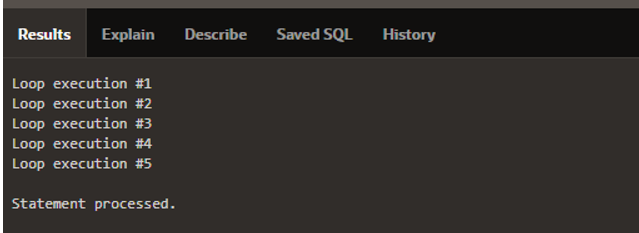 Results Explain Describe Saved SQL History
Loop execution #1
Loop execution #2
Loop execution #3
Loop execution #4
Loop execution #5
Statement processed.